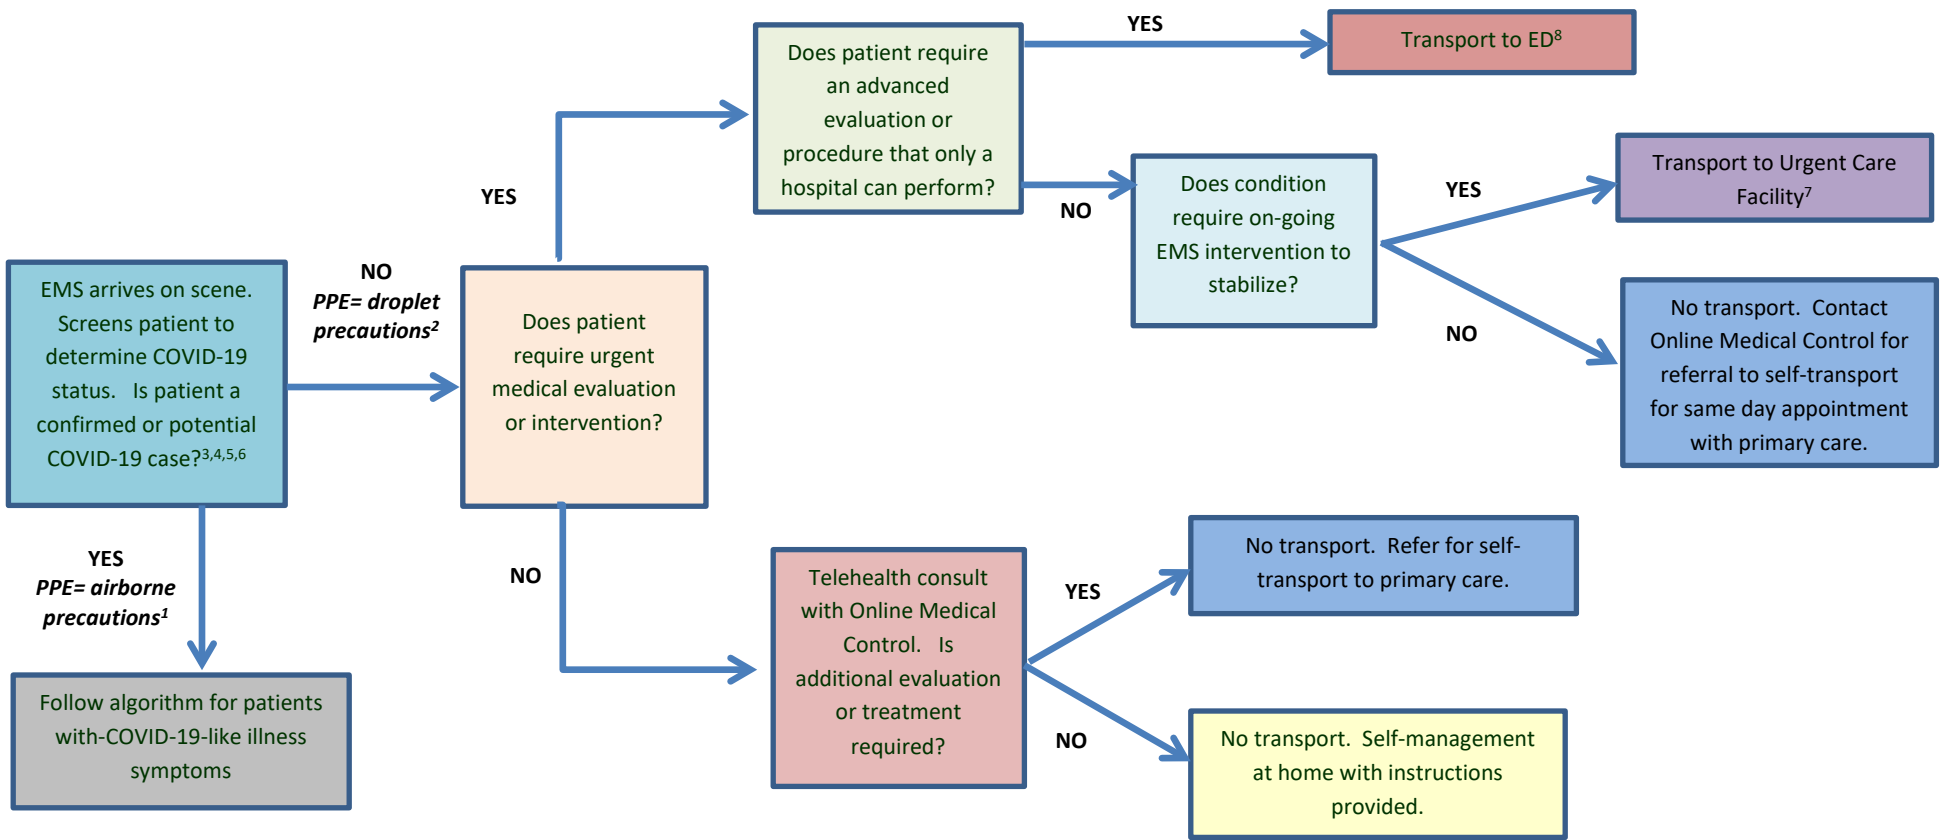 EMS arrives on scene.
Screens patient to
determine COVID-19
status.   Is patient a
confirmed or potential
COVID-19 case?3,4,5,6
YES
PPE= airborne
precautions1
Follow algorithm for patients
with-COVID-19-like illness
symptoms
NO
PPE= droplet
precautions2
Does patient
require urgent
medical evaluation
or intervention?
YES
Does patient require
an advanced
evaluation or
procedure that only a
hospital can perform?
YES
Transport to ED8
NO
Does condition
require on-going
EMS intervention to
stabilize?
YES
Transport to Urgent Care
Facility7
NO
No transport.  Contact
Online Medical Control for
referral to self-transport
for same day appointment
with primary care.
NO
Telehealth consult
with Online Medical
Control.   Is
additional evaluation
or treatment
required?
YES
No transport.  Refer for self-
transport to primary care.
NO
No transport.  Self-management
at home with instructions
provided.